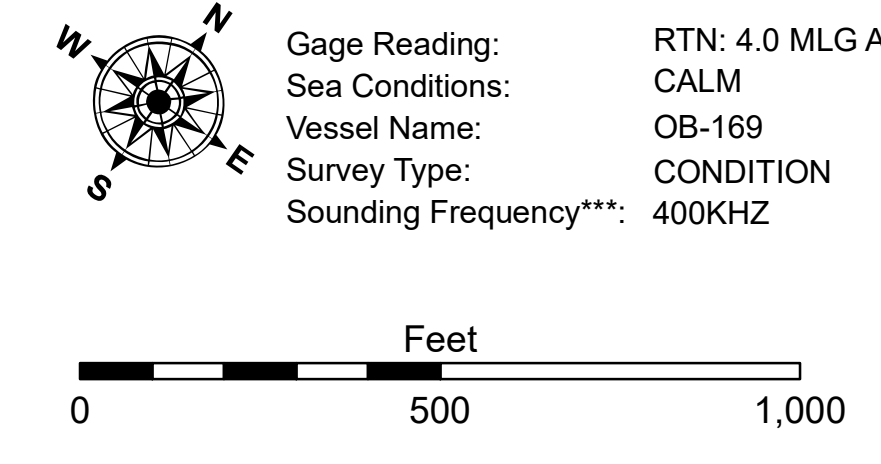 N
W
E
S
Gage Reading: RTN: 4.0 MLG A
Sea Conditions: CALM
Vessel Name: OB-169
Survey Type: CONDITION
Sounding Frequency***: 400KHZ
Feet
0 500 1,000